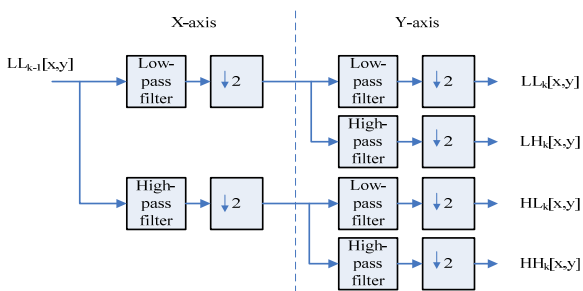 X-axis
Y-axis
LLk-1[x,y]
Low-
pass
filter
↓2
Low-
pass
filter
↓2
LLk[x,y]
High-
pass
filter
↓2
LHk[x,y]
High-
pass
filter
↓2
Low-
pass
filter
↓2
HLk[x,y]
High-
pass
filter
↓2
HHk[x,y]